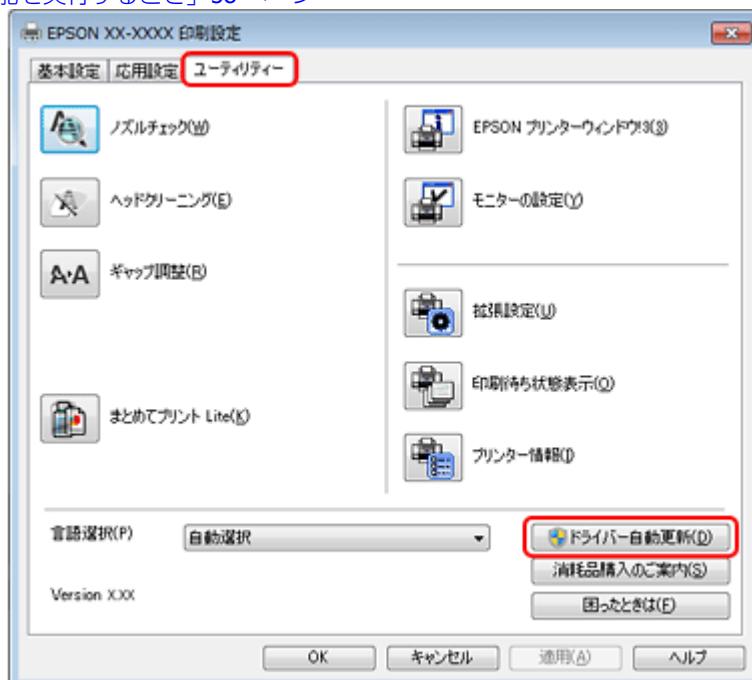 EPSON XX-XXXX 印刷設定
基本設定 応用設定 ユーティリティー
ノズルチェック(W)
ヘッドクリーニング(E)
ギャップ調整(R)
まとめてプリント Lite(K)
EPSON プリンターウィンドウ!3(3)
モニターの設定(Y)
拡張設定(U)
印刷待ち状態表示(O)
プリンター情報(I)
言語選択(P) 自動選択
ドライバー自動更新(D)
消耗品購入のご案内(S)
Version X.XX
困ったときは(F)
OK キャンセル 適用(A) ヘルプ